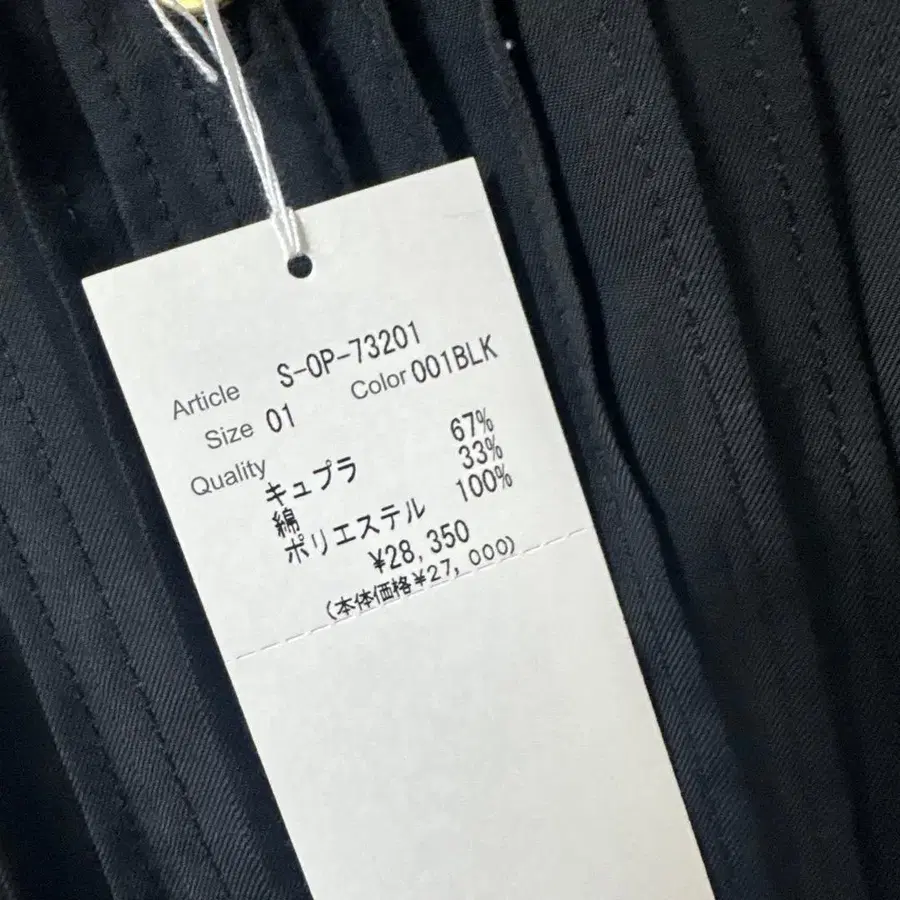 Article S-OP-73201
Size 01 Color 001BLK
Quality
キュプラ 67%
綿 33%
ポリエステル 100%
¥28,350
(本体価格¥27,000)